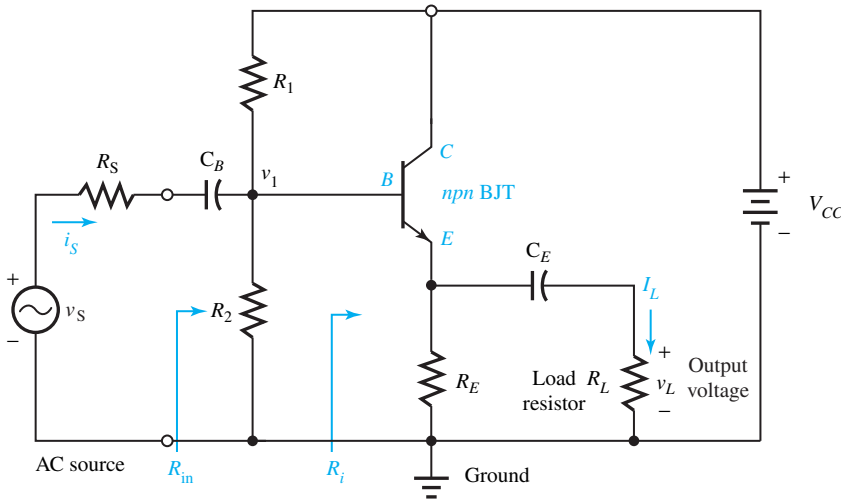 R1
RS
CB
v1
B
C
npn BJT
E
+
VCC
−
iS
CE
IL
+
vS
−
R2
RE
Load resistor
RL
+
vL
−
Output voltage
AC source
Rin
Ri
Ground